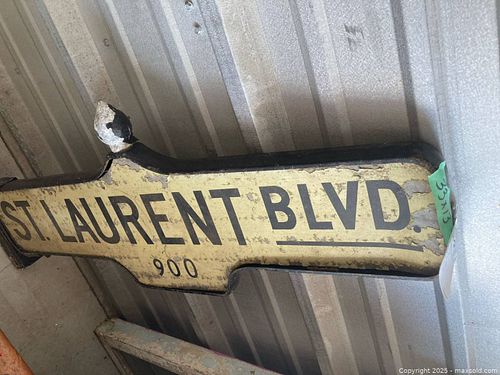 ST. LAURENT BLVD.
900
Copyright © 2025 - maxsold.com